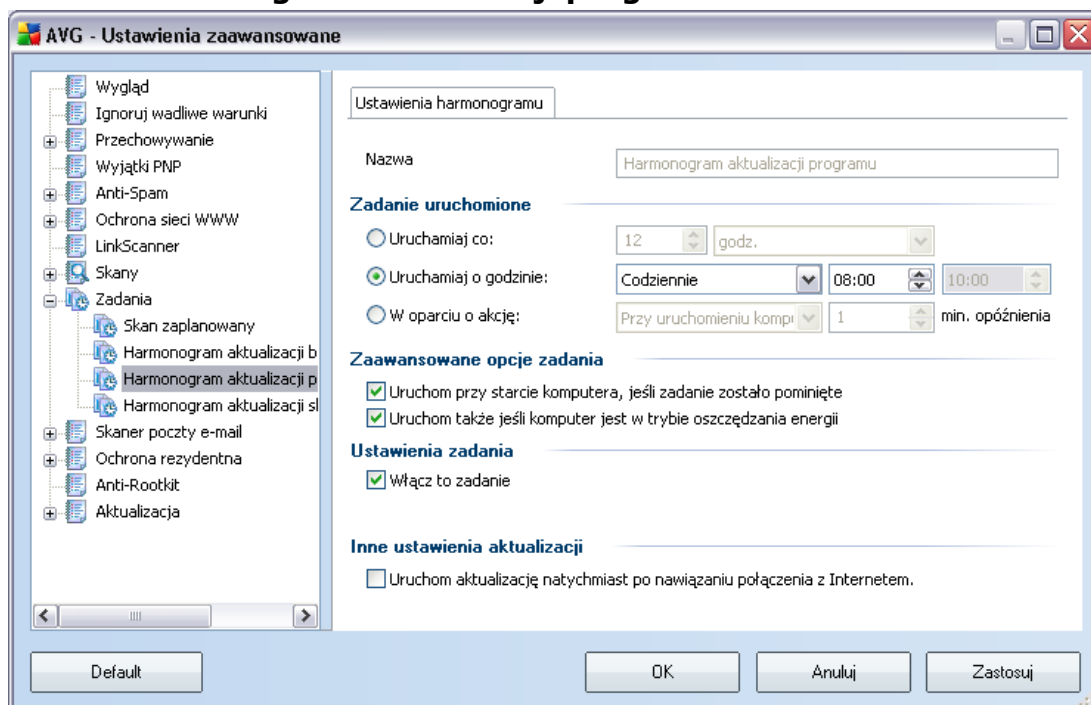 AVG - Ustawienia zaawansowane
Wygląd
Ignoruj wadliwe warunki
Przechowywanie
Wyjątki PNP
Anti-Spam
Ochrona sieci WWW
LinkScanner
Skany
Zadania
Skan zaplanowany
Harmonogram aktualizacji b
Harmonogram aktualizacji p
Harmonogram aktualizacji sl
Skaner poczty e-mail
Ochrona rezydentna
Anti-Rootkit
Aktualizacja
Ustawienia harmonogramu
Nazwa Harmonogram aktualizacji programu
Zadanie uruchomione
Uruchamiaj co: 12 godz.
Uruchamiaj o godzinie: Codziennie 08:00 10:00
W oparciu o akcję: Przy uruchomieniu kompu 1 min. opóźnienia
Zaawansowane opcje zadania
Uruchom przy starcie komputera, jeśli zadanie zostało pominięte
Uruchom także jeśli komputer jest w trybie oszczędzania energii
Ustawienia zadania
Włącz to zadanie
Inne ustawienia aktualizacji
Uruchom aktualizację natychmiast po nawiązaniu połączenia z Internetem.
Default OK Anuluj Zastosuj